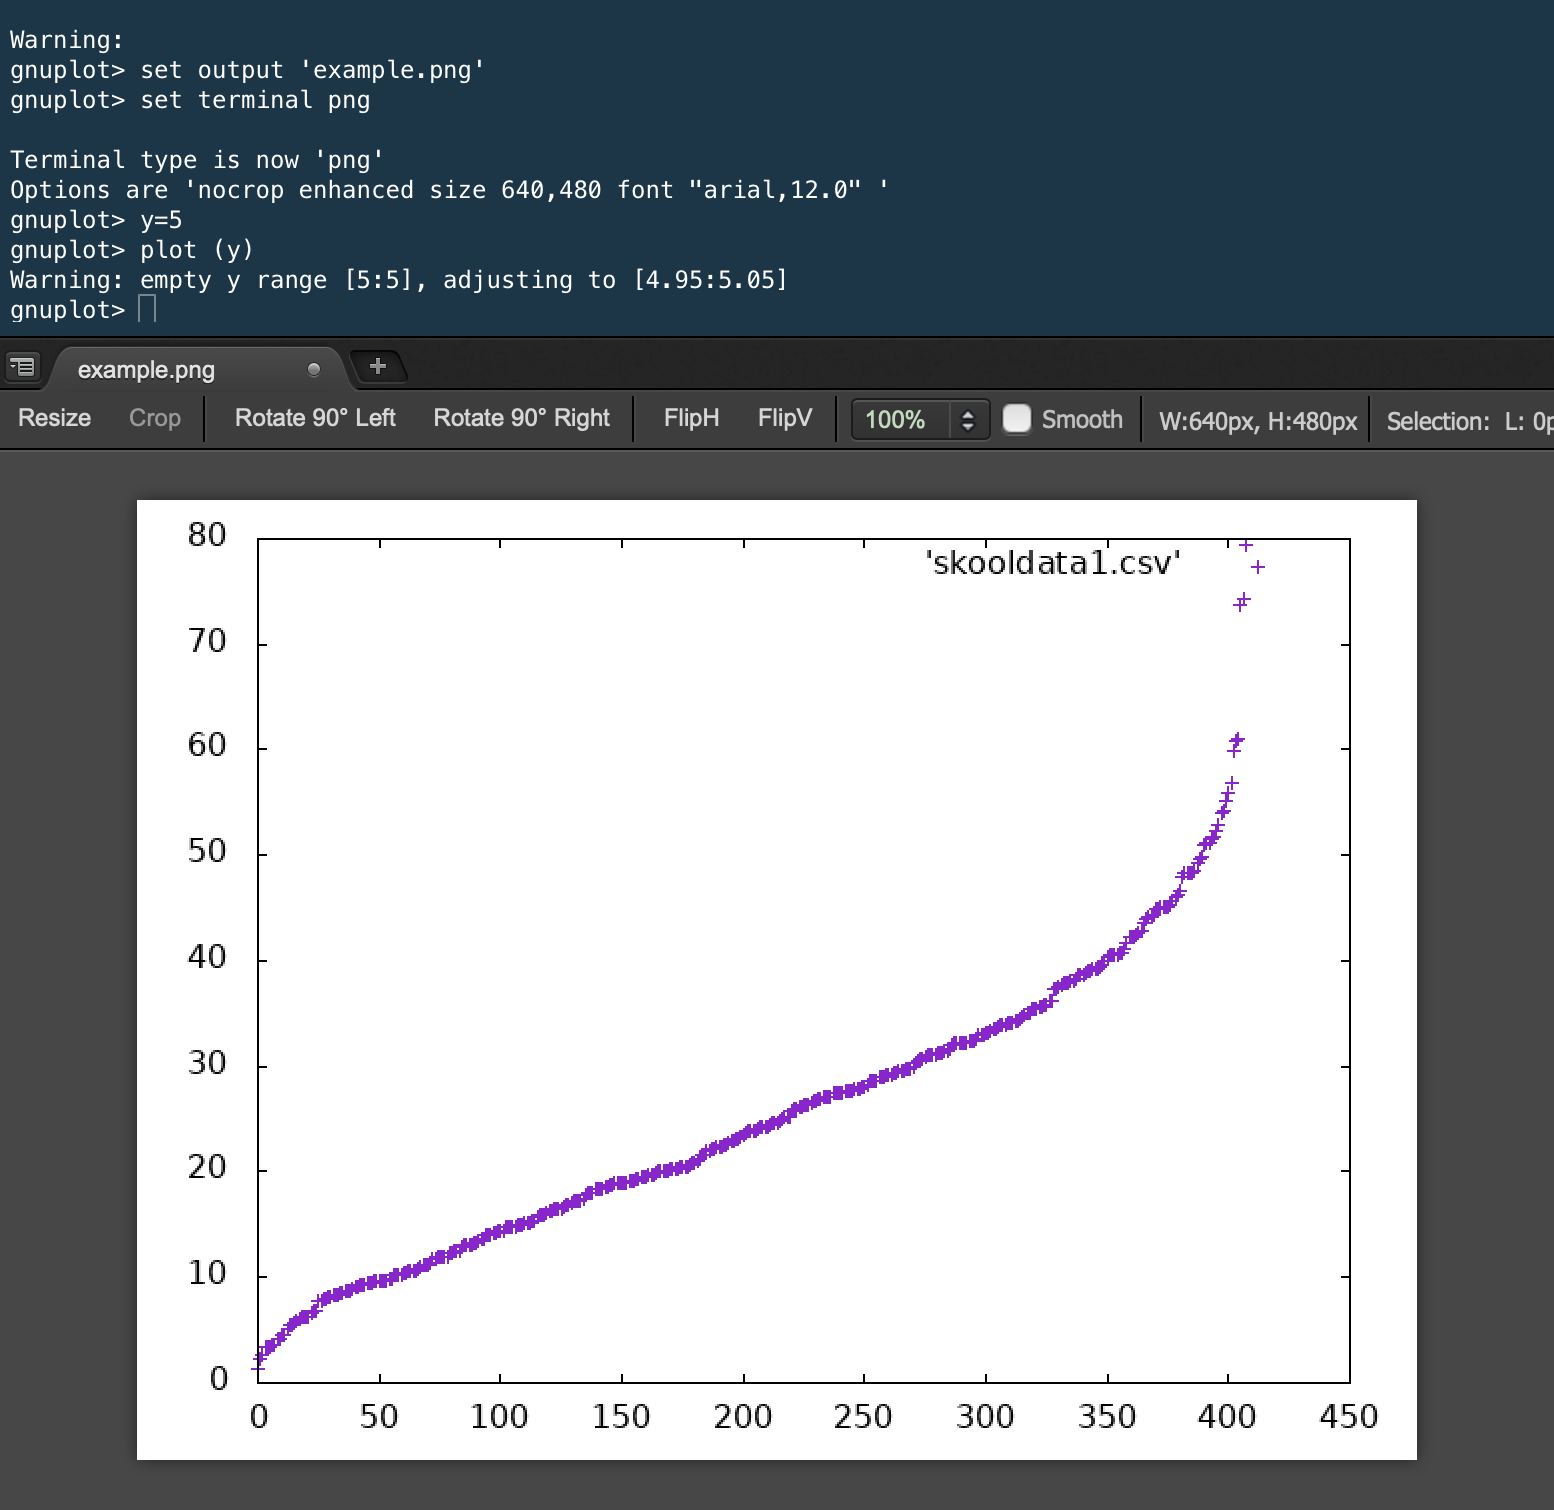 Warning:
gnuplot> set output 'example.png'
gnuplot> set terminal png
Terminal type is now 'png'
Options are 'nocrop enhanced size 640,480 font "arial,12.0" '
gnuplot> y=5
gnuplot> plot (y)
Warning: empty y range [5:5], adjusting to [4.95:5.05]
gnuplot>
example.png
Resize Crop Rotate 90° Left Rotate 90° Right FlipH FlipV 100% Smooth W:640px, H:480px Selection: L: 0p
80
'skooldata1.csv'
70
60
50
40
30
20
10
0
0 50 100 150 200 250 300 350 400 450